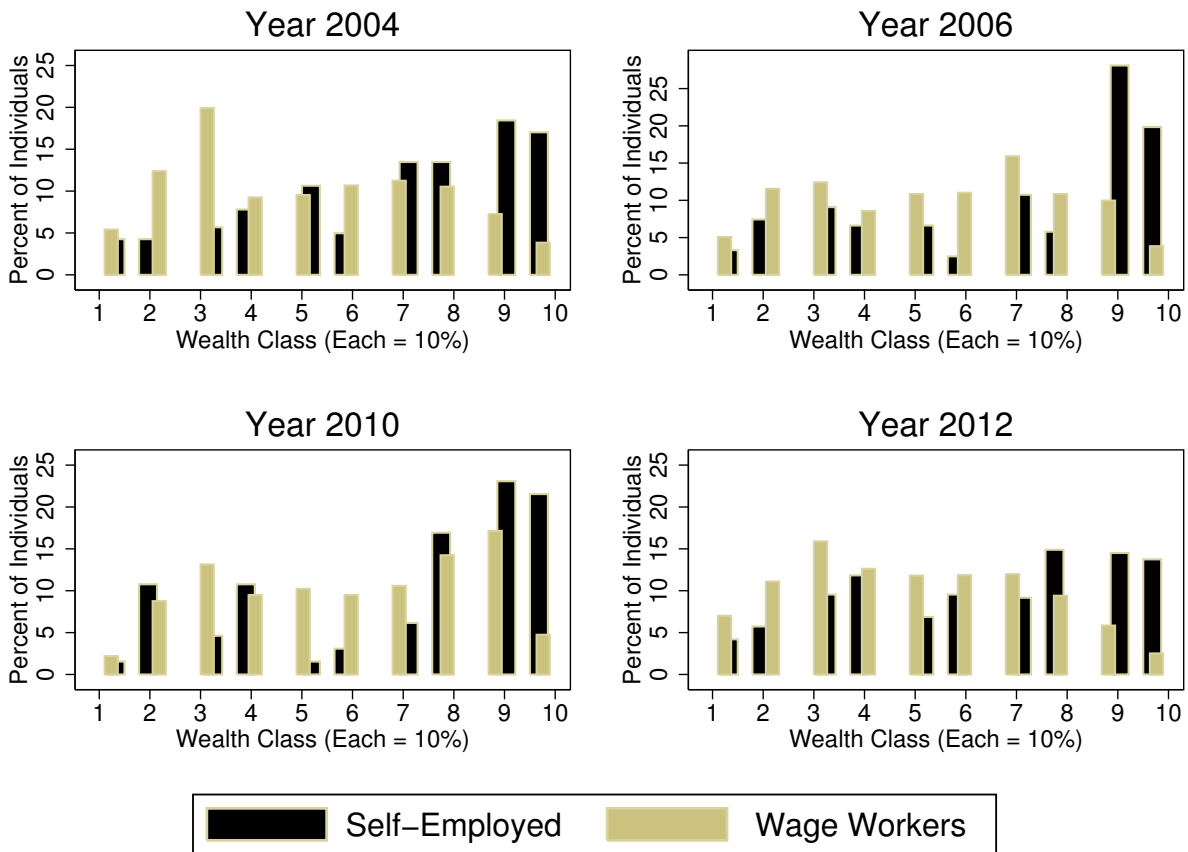 Year 2004
Percent of Individuals
0 5 10 15 20 25
1 2 3 4 5 6 7 8 9 10
Wealth Class (Each = 10%)
Year 2006
Percent of Individuals
0 5 10 15 20 25
1 2 3 4 5 6 7 8 9 10
Wealth Class (Each = 10%)
Year 2010
Percent of Individuals
0 5 10 15 20 25
1 2 3 4 5 6 7 8 9 10
Wealth Class (Each = 10%)
Year 2012
Percent of Individuals
0 5 10 15 20 25
1 2 3 4 5 6 7 8 9 10
Wealth Class (Each = 10%)
Self−Employed Wage Workers